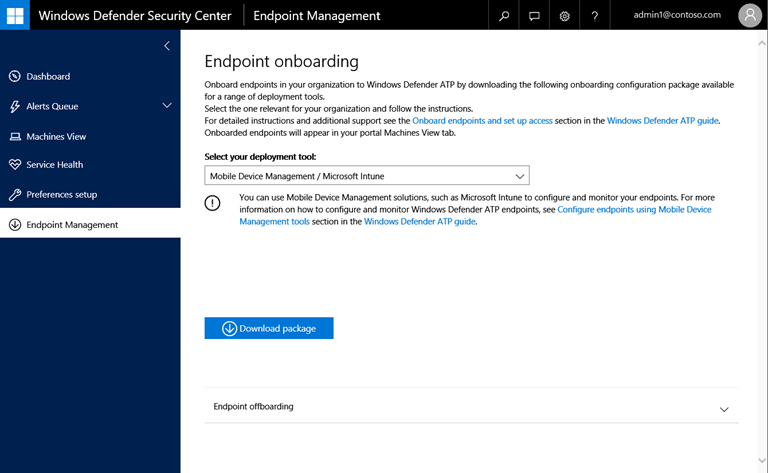 Windows Defender Security Center
Endpoint Management
?
admin1@contoso.com
Dashboard
Alerts Queue
Machines View
Service Health
Preferences setup
Endpoint Management
Endpoint onboarding
Onboard endpoints in your organization to Windows Defender ATP by downloading the following onboarding configuration package available
for a range of deployment tools.
Select the one relevant for your organization and follow the instructions.
For detailed instructions and additional support see the Onboard endpoints and set up access section in the Windows Defender ATP guide.
Onboarded endpoints will appear in your portal Machines View tab.
Select your deployment tool:
Mobile Device Management / Microsoft Intune
You can use Mobile Device Management solutions, such as Microsoft Intune to configure and monitor your endpoints. For more
information on how to configure and monitor Windows Defender ATP endpoints, see Configure endpoints using Mobile Device
Management tools section in the Windows Defender ATP guide.
Download package
Endpoint offboarding